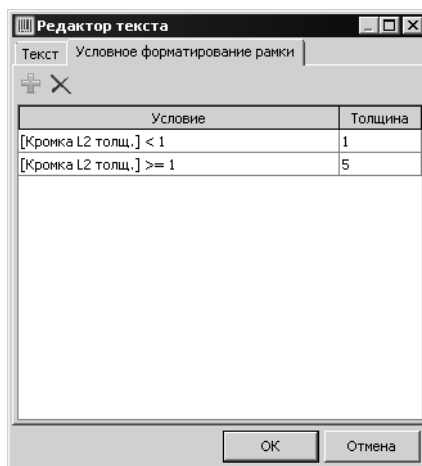 Редактор текста
Текст Условное форматирование рамки
Условие Толщина
[Кромка L2 толщ.] < 1 1
[Кромка L2 толщ.] >= 1 5
OK Отмена